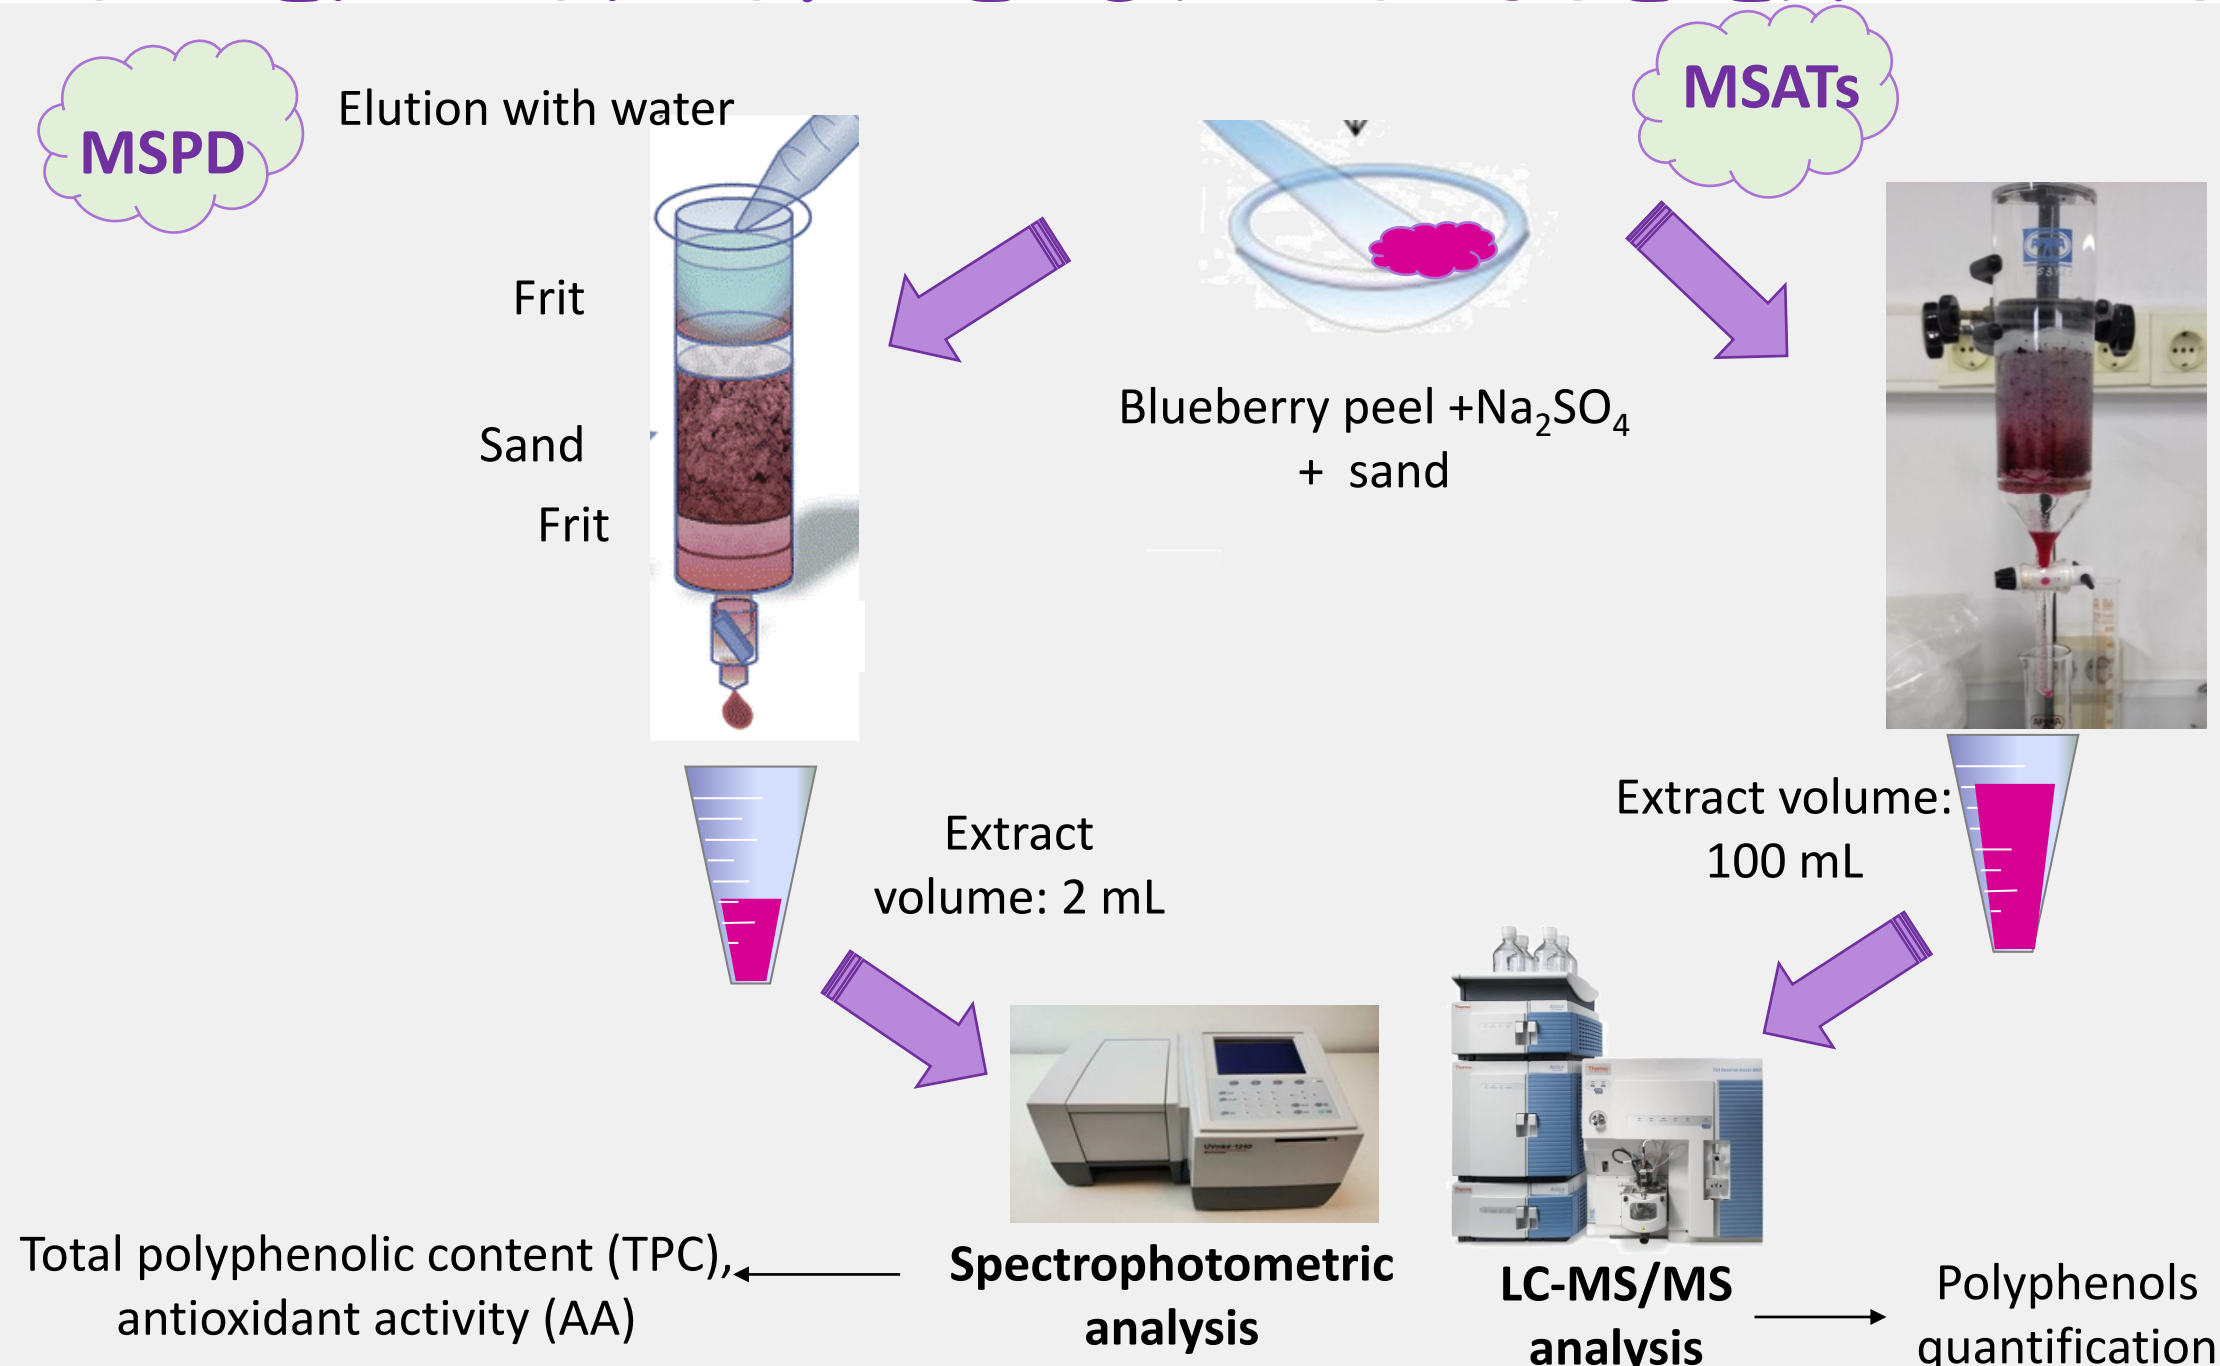 MSPD
Elution with water
MSATs
Frit
Sand
Frit
Blueberry peel +Na₂SO₄
+ sand
Extract
volume: 2 mL
Extract volume:
100 mL
Spectrophotometric
analysis
LC-MS/MS
analysis
Total polyphenolic content (TPC),
antioxidant activity (AA)
Polyphenols
quantification